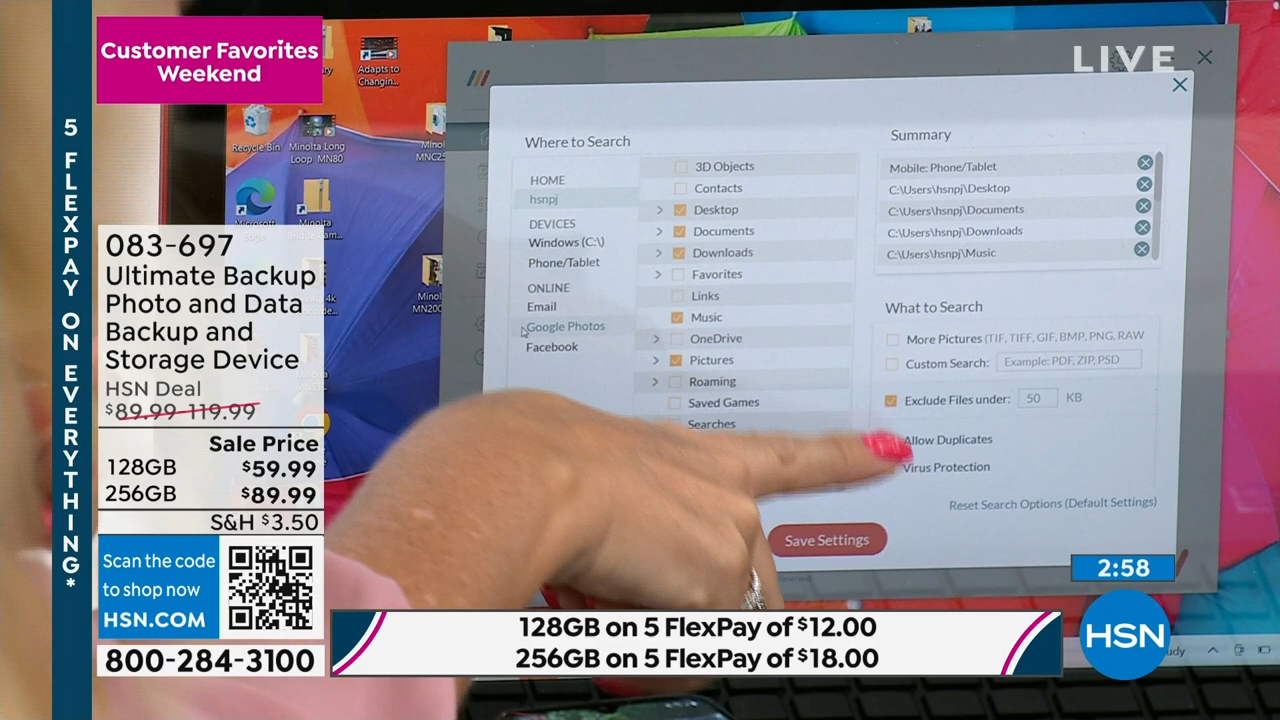 Customer Favorites
Weekend
5 FLEXPAY ON EVERYTHING*
083-697
Ultimate Backup
Photo and Data
Backup and
Storage Device
HSN Deal
$89.99-119.99
Sale Price
128GB $59.99
256GB $89.99
S&H $3.50
Scan the code
to shop now
HSN.COM
800-284-3100
LIVE
Adapts to
Changin...
Recycle Bin
Minolta Long
Loop MN80
Microsoft
Minolta
Where to Search
HOME
hsnpj
DEVICES
Windows (C:\)
Phone/Tablet
ONLINE
Email
Google Photos
Facebook
3D Objects
Contacts
Desktop
Documents
Downloads
Favorites
Links
Music
OneDrive
Pictures
Roaming
Saved Games
Searches
Summary
Mobile: Phone/Tablet
C:\Users\hsnpj\Desktop
C:\Users\hsnpj\Documents
C:\Users\hsnpj\Downloads
C:\Users\hsnpj\Music
What to Search
More Pictures (TIF, TIFF, GIF, BMP, PNG, RAW
Custom Search: Example: PDF, ZIP, PSD
Exclude Files under: 50 KB
Allow Duplicates
Virus Protection
Reset Search Options (Default Settings)
Save Settings
2:58
128GB on 5 FlexPay of $12.00
256GB on 5 FlexPay of $18.00
HSN